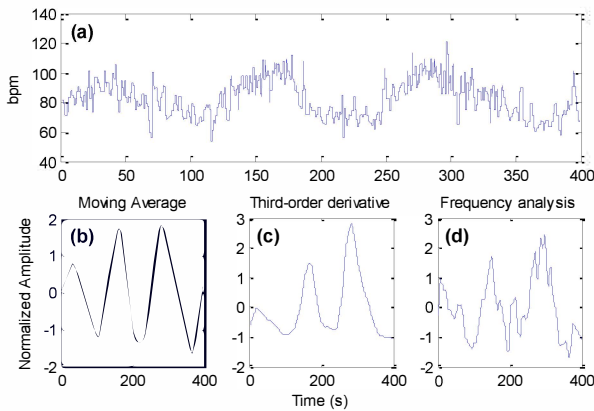 140
(a)
120
100
bpm
80
60
40
0 50 100 150 200 250 300 350 400
Moving Average Third-order derivative Frequency analysis
Normalized Amplitude
2
1
0
-1
-2
(b)
0 200 400
3
2
1
0
-1
-2
(c)
0 200 400
3
2
1
0
-1
-2
(d)
0 200 400
Time (s)